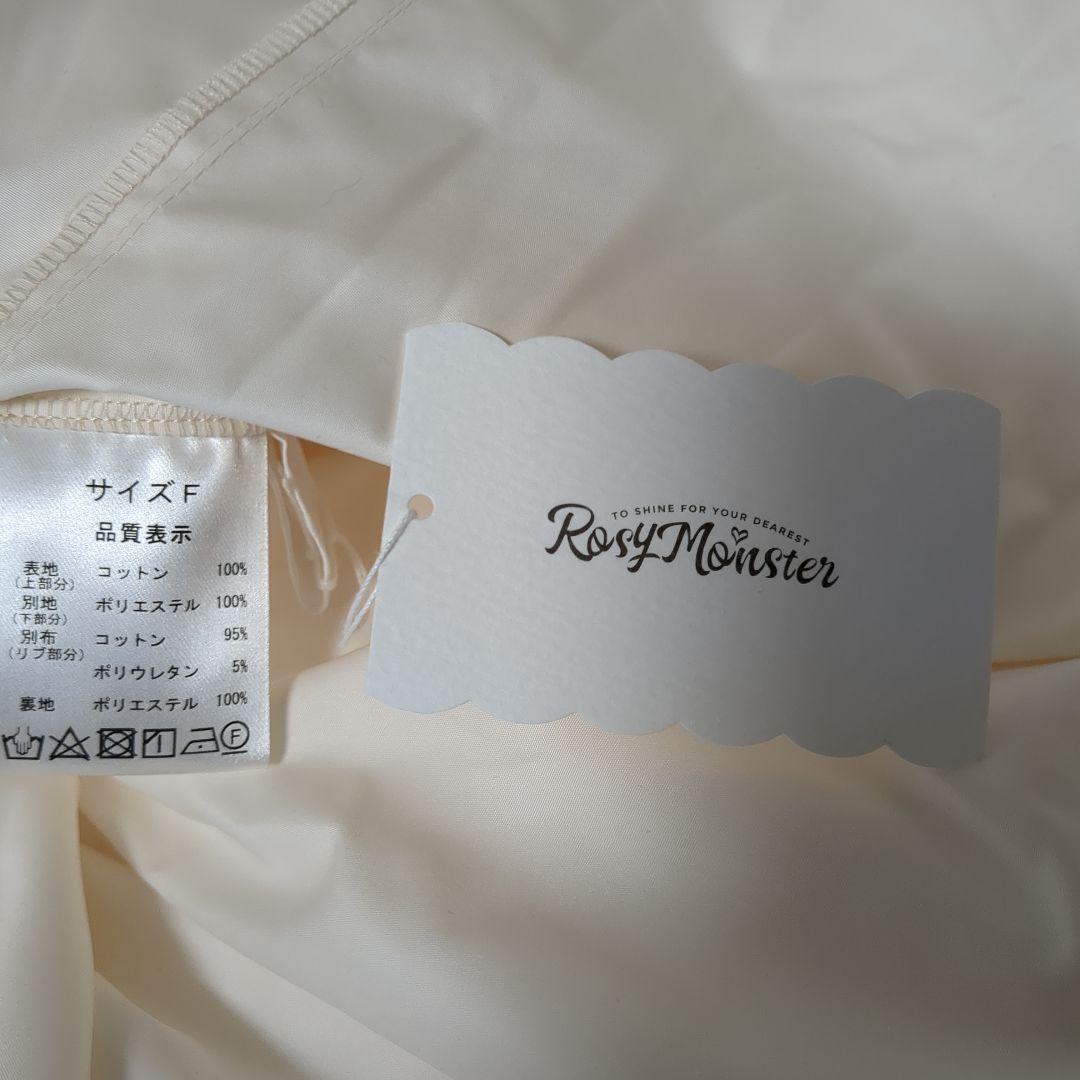 サイズ F
品質表示
表地 コットン 100%
(上部分)
別地 ポリエステル 100%
(下部分)
別布 コットン 95%
(リブ部分)
ポリウレタン 5%
裏地 ポリエステル 100%
F
TO SHINE FOR YOUR DEAREST
Rosy Monster